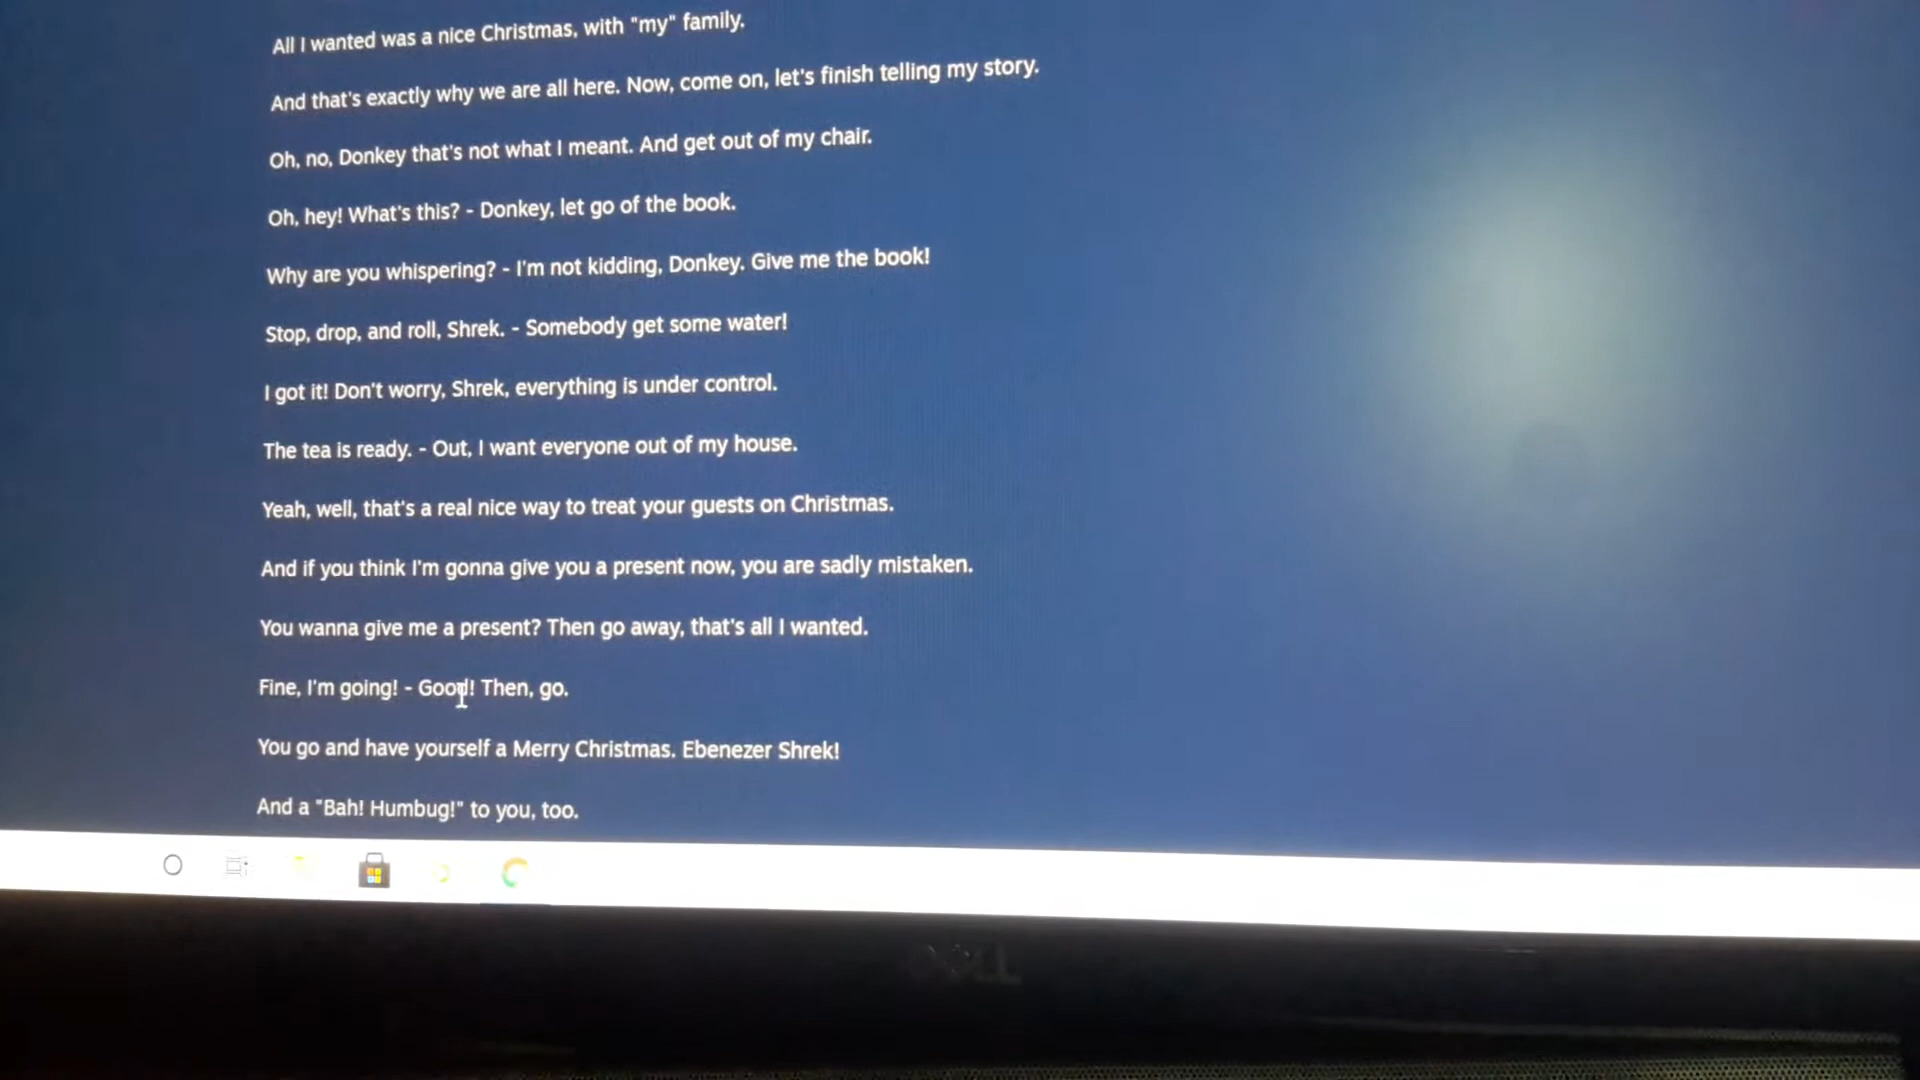 All I wanted was a nice Christmas, with "my" family.
And that's exactly why we are all here. Now, come on, let's finish telling my story.
Oh, no, Donkey that's not what I meant. And get out of my chair.
Oh, hey! What's this? - Donkey, let go of the book.
Why are you whispering? - I'm not kidding, Donkey. Give me the book!
Stop, drop, and roll, Shrek. - Somebody get some water!
I got it! Don't worry, Shrek, everything is under control.
The tea is ready. - Out, I want everyone out of my house.
Yeah, well, that's a real nice way to treat your guests on Christmas.
And if you think I'm gonna give you a present now, you are sadly mistaken.
You wanna give me a present? Then go away, that's all I wanted.
Fine, I'm going! - Good! Then, go.
You go and have yourself a Merry Christmas. Ebenezer Shrek!
And a "Bah! Humbug!" to you, too.
DELL